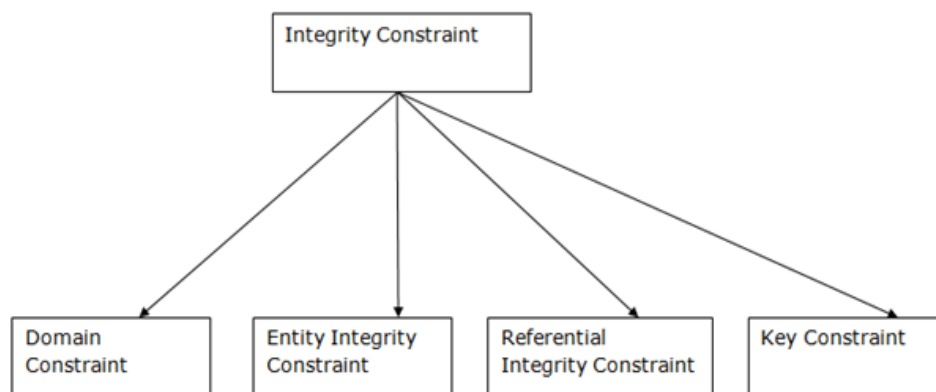 Integrity Constraint
Domain
Constraint
Entity Integrity
Constraint
Referential
Integrity Constraint
Key Constraint